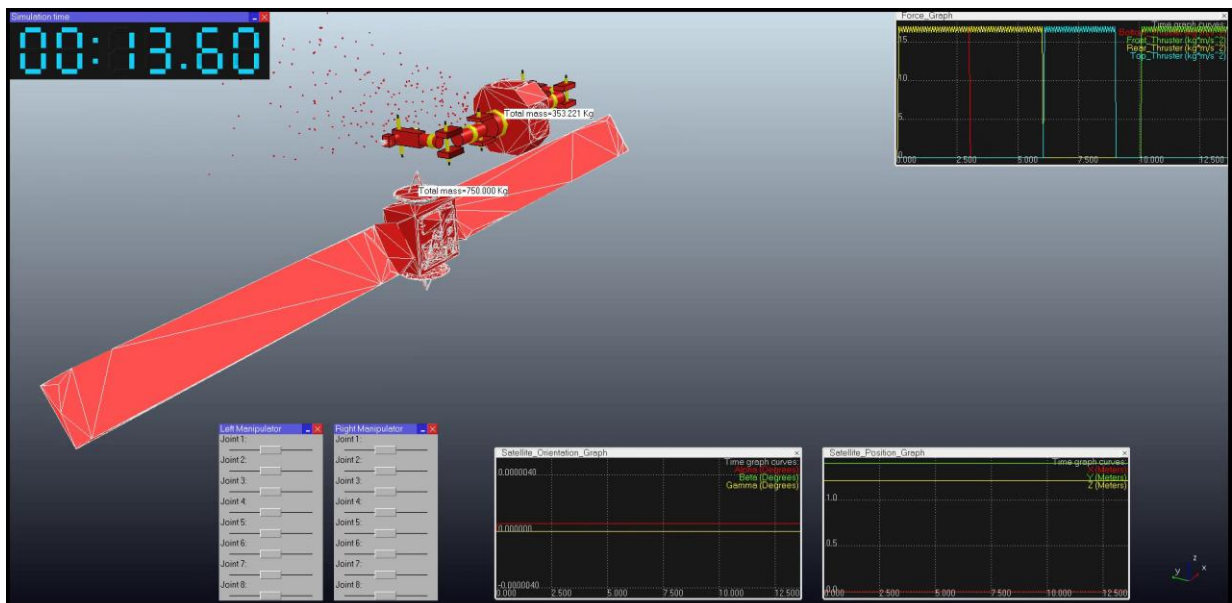 Simulation time
00:13.60
Total mass=353.221 Kg
Total mass=750.000 Kg
Force_Graph
Time graph curves:
Front_Thruster (kg*m/s^2)
Rear_Thruster (kg*m/s^2)
Top_Thruster (kg*m/s^2)
15
10
5
0
0.000 2.500 5.000 7.500 10.000 12.500
Left Manipulator
Joint 1:
Joint 2:
Joint 3:
Joint 4:
Joint 5:
Joint 6:
Joint 7:
Joint 8:
Right Manipulator
Joint 1:
Joint 2:
Joint 3:
Joint 4:
Joint 5:
Joint 6:
Joint 7:
Joint 8:
Satellite_Orientation_Graph
Time graph curves:
Alpha (Degrees)
Beta (Degrees)
Gamma (Degrees)
0.0000040
0.000000
-0.0000040
0.000 2.500 5.000 7.500 10.000 12.500
Satellite_Position_Graph
Time graph curves:
X (Meters)
Y (Meters)
Z (Meters)
1.0
0.5
0.0
0.000 2.500 5.000 7.500 10.000 12.500
z
y
x